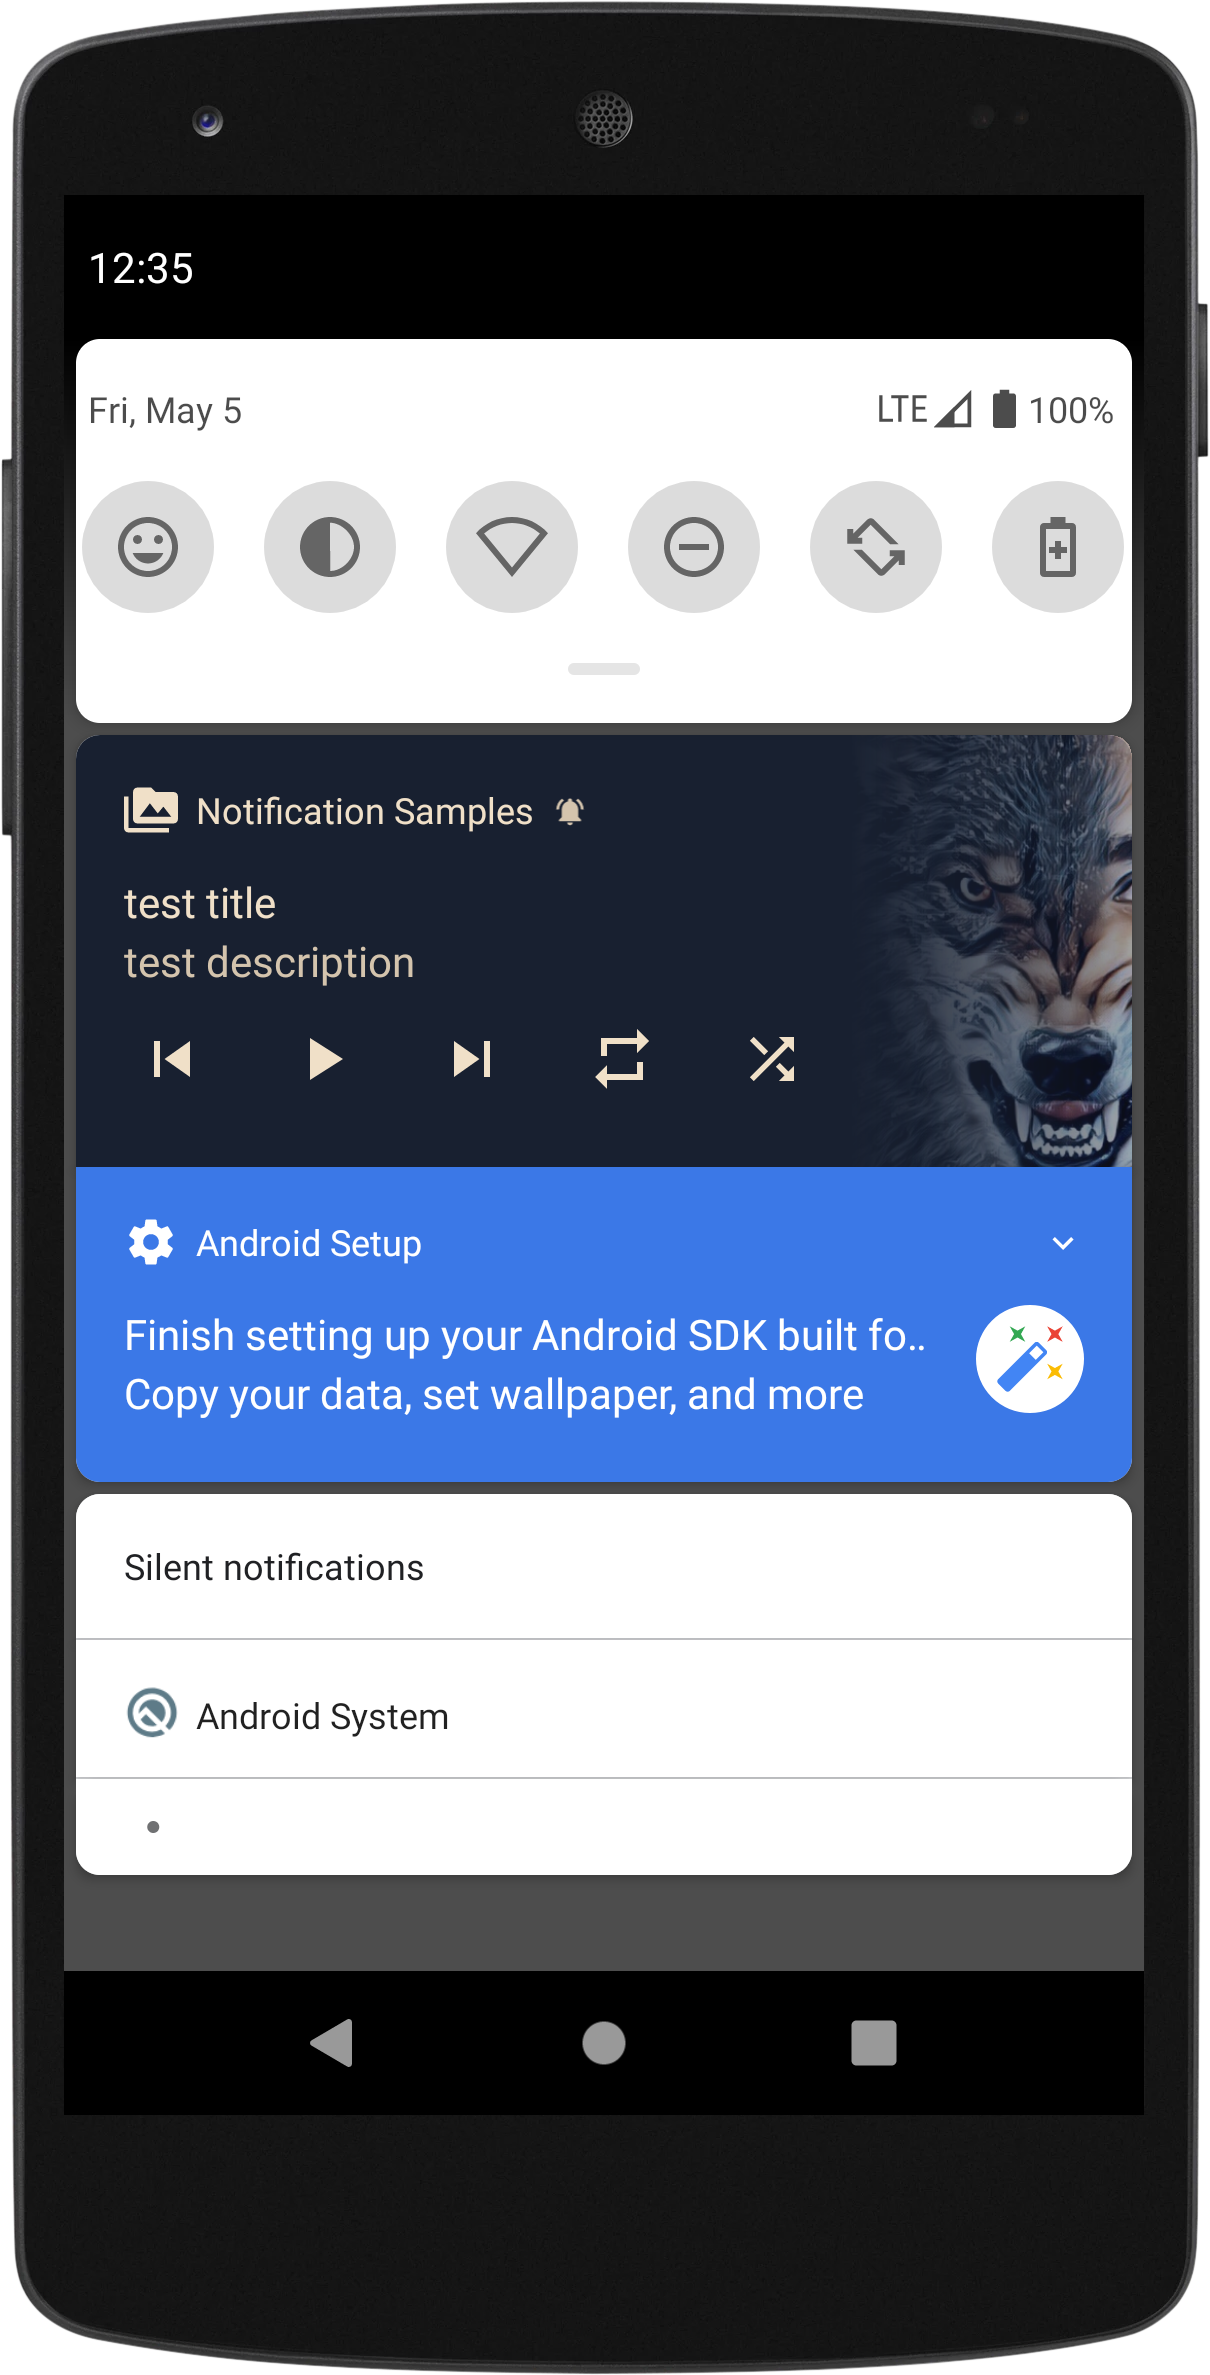 12:35
Fri, May 5
LTE 100%
Notification Samples
test title
test description
Android Setup
Finish setting up your Android SDK built fo..
Copy your data, set wallpaper, and more
Silent notifications
Android System